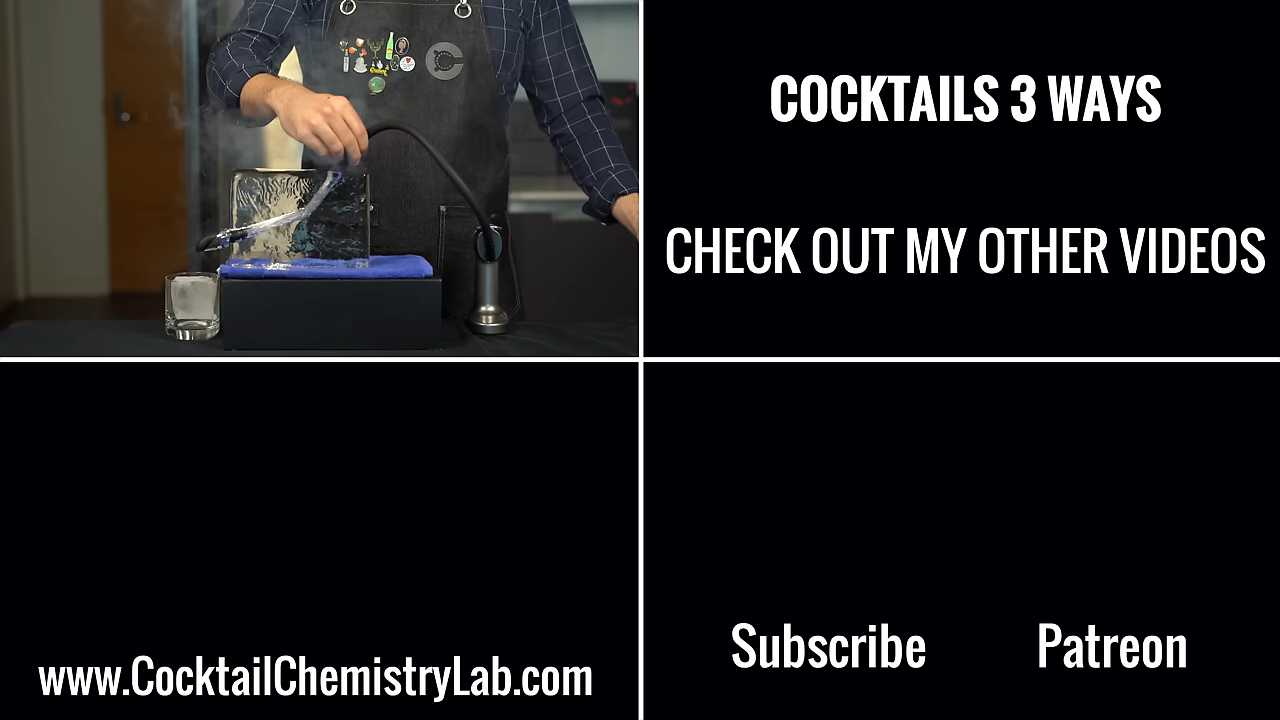 COCKTAILS 3 WAYS
CHECK OUT MY OTHER VIDEOS
www.CocktailChemistryLab.com
Subscribe
Patreon